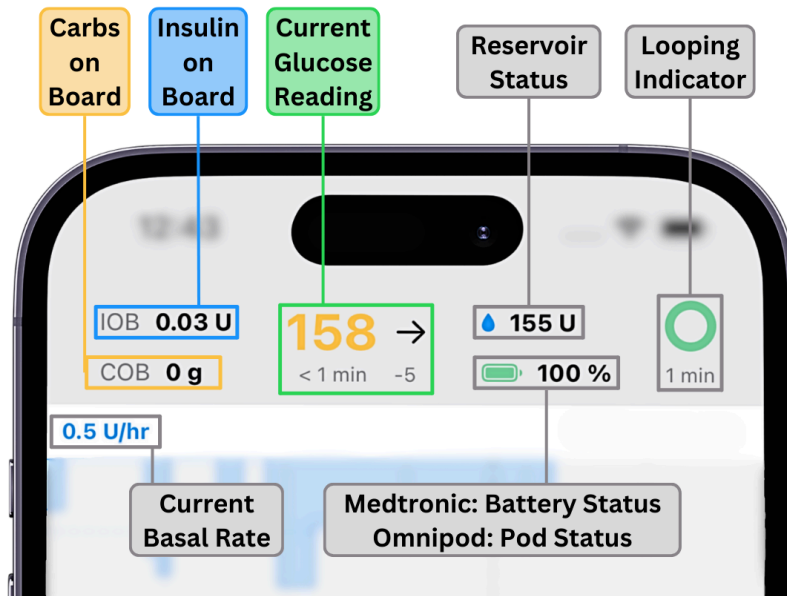 Carbs
on
Board
Insulin
on
Board
Current
Glucose
Reading
Reservoir
Status
Looping
Indicator
12:43
IOB 0.03 U
158 →
155 U
COB 0 g
< 1 min -5
100 %
1 min
0.5 U/hr
Current
Basal Rate
Medtronic: Battery Status
Omnipod: Pod Status